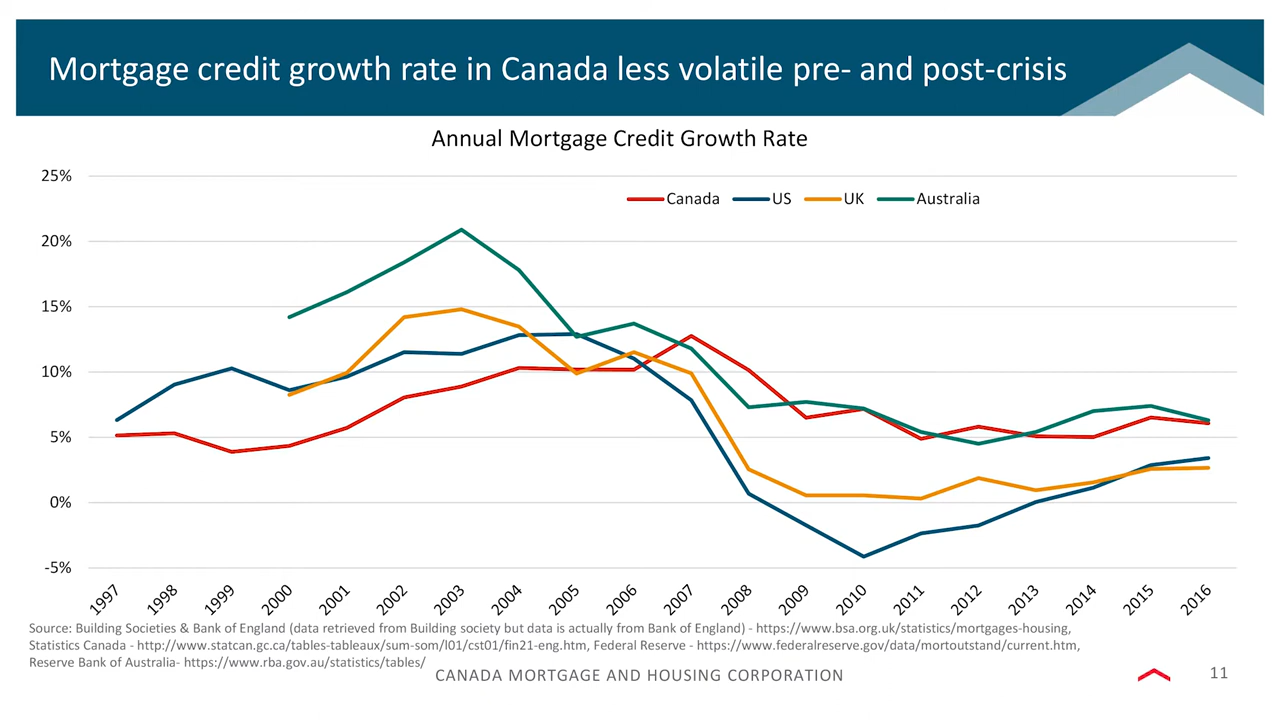 Mortgage credit growth rate in Canada less volatile pre- and post-crisis
Annual Mortgage Credit Growth Rate
25%
Canada US UK Australia
20%
15%
10%
5%
0%
-5%
1997 1998 1999 2000 2001 2002 2003 2004 2005 2006 2007 2008 2009 2010 2011 2012 2013 2014 2015 2016
Source: Building Societies & Bank of England (data retrieved from Building society but data is actually from Bank of England) - https://www.bsa.org.uk/statistics/mortgages-housing,
Statistics Canada - http://www.statcan.gc.ca/tables-tableaux/sum-som/l01/cst01/fin21-eng.htm, Federal Reserve - https://www.federalreserve.gov/data/mortoutstand/current.htm,
Reserve Bank of Australia- https://www.rba.gov.au/statistics/tables/
CANADA MORTGAGE AND HOUSING CORPORATION
11